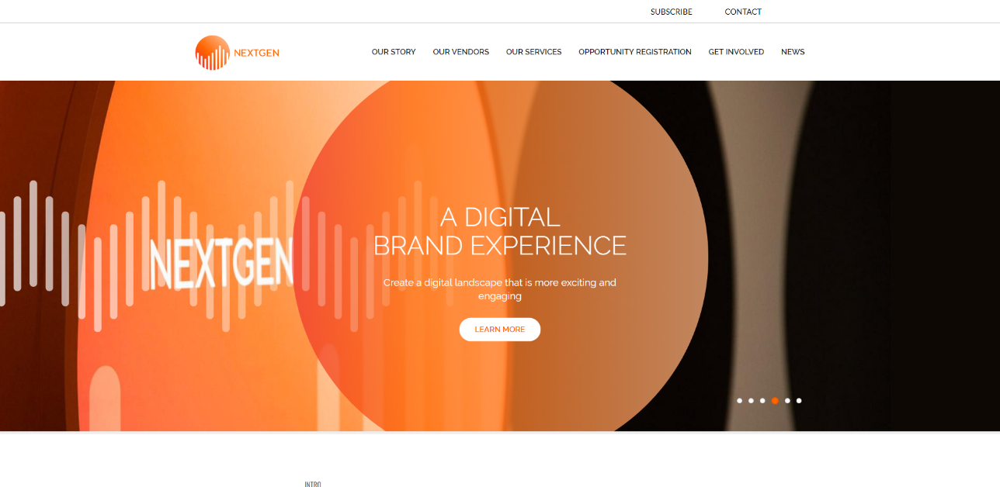 SUBSCRIBE CONTACT
NEXTGEN OUR STORY OUR VENDORS OUR SERVICES OPPORTUNITY REGISTRATION GET INVOLVED NEWS
A DIGITAL
BRAND EXPERIENCE
NEXTGEN
Create a digital landscape that is more exciting and
engaging
LEARN MORE
INTRO